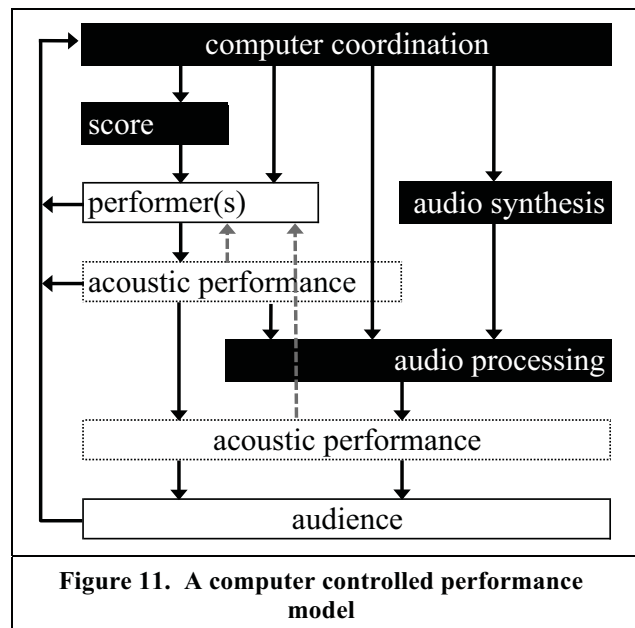 computer coordination
score
performer(s)
audio synthesis
acoustic performance
audio processing
acoustic performance
audience
Figure 11. A computer controlled performance
model